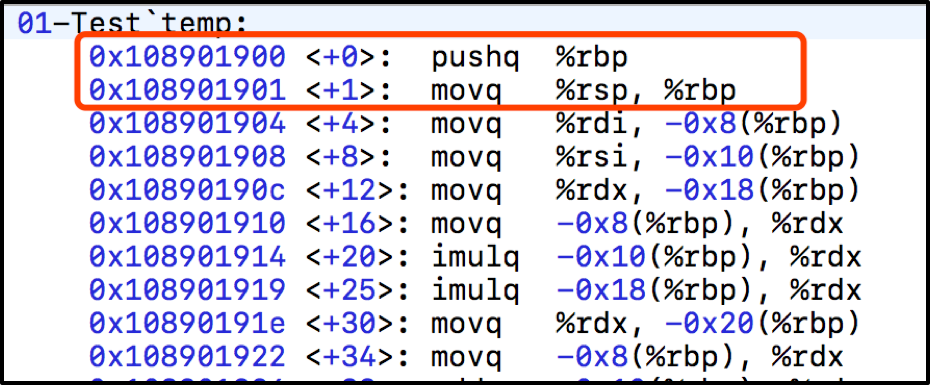 01-Test`temp:
0x108901900 <+0>: pushq %rbp
0x108901901 <+1>: movq %rsp, %rbp
0x108901904 <+4>: movq %rdi, -0x8(%rbp)
0x108901908 <+8>: movq %rsi, -0x10(%rbp)
0x10890190c <+12>: movq %rdx, -0x18(%rbp)
0x108901910 <+16>: movq -0x8(%rbp), %rdx
0x108901914 <+20>: imulq -0x10(%rbp), %rdx
0x108901919 <+25>: imulq -0x18(%rbp), %rdx
0x10890191e <+30>: movq %rdx, -0x20(%rbp)
0x108901922 <+34>: movq -0x8(%rbp), %rdx